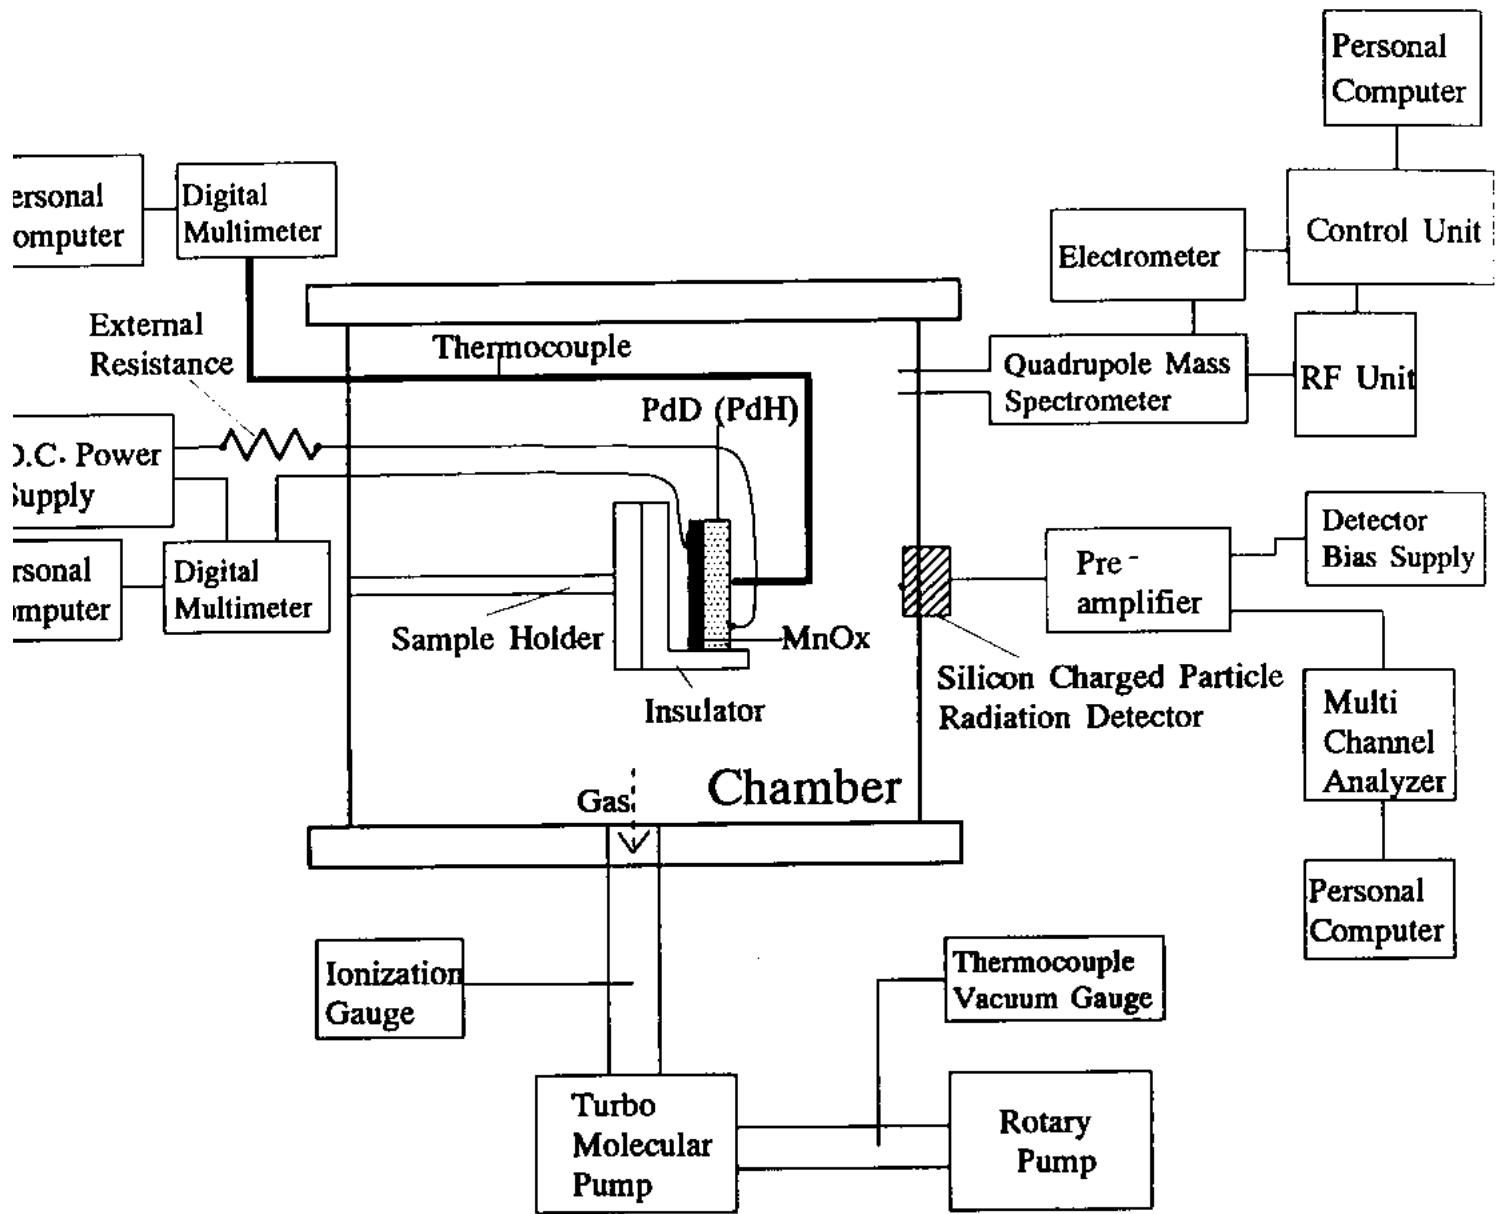 Personal
Computer
ersonal
omputer
Digital
Multimeter
Control Unit
Electrometer
External
Resistance
Thermocouple
Quadrupole Mass
Spectrometer
RF Unit
PdD (PdH)
D.C. Power
Supply
Detector
Bias Supply
Pre-
amplifier
rsonal
omputer
Digital
Multimeter
Sample Holder
MnOx
Insulator
Silicon Charged Particle
Radiation Detector
Multi
Channel
Analyzer
Gas
Chamber
Personal
Computer
Ionization
Gauge
Thermocouple
Vacuum Gauge
Turbo
Molecular
Pump
Rotary
Pump